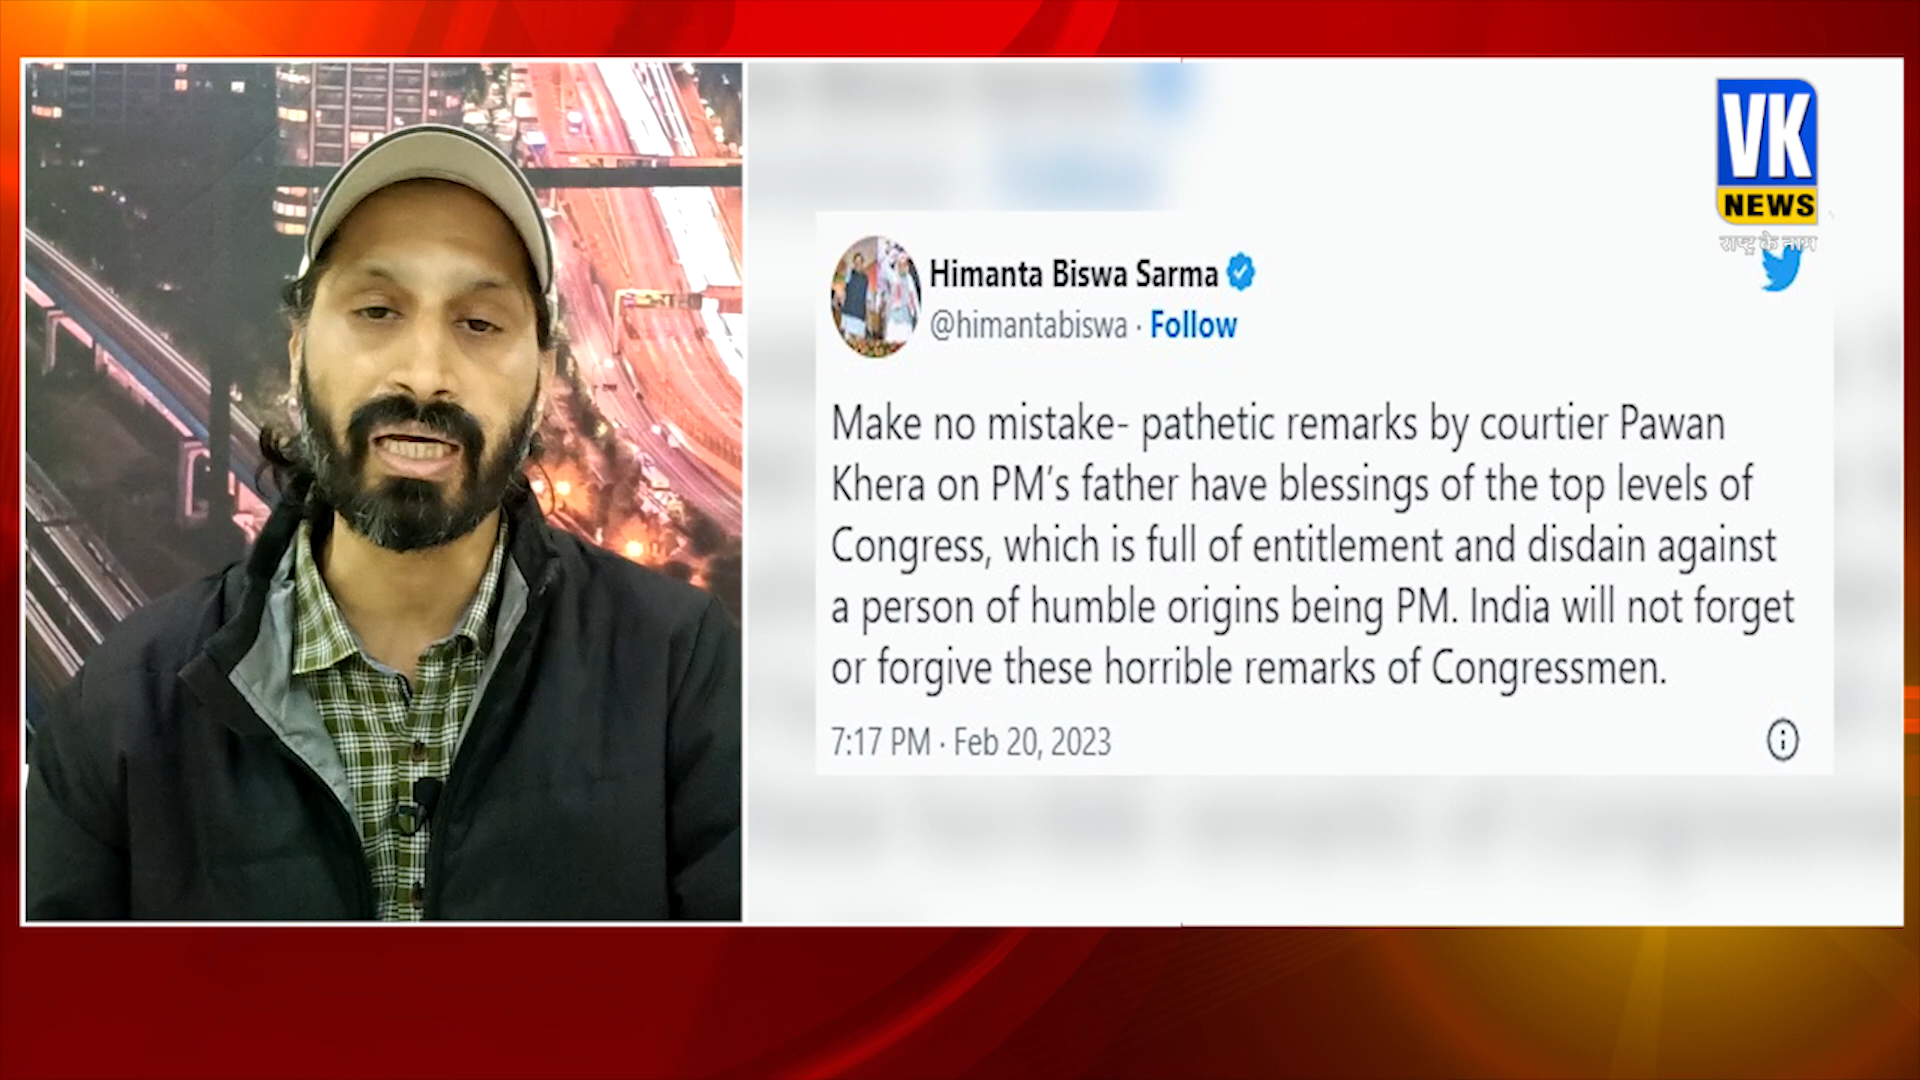 VK
NEWS
राष्ट्र के नाम
Himanta Biswa Sarma
@himantabiswa · Follow
Make no mistake- pathetic remarks by courtier Pawan
Khera on PM’s father have blessings of the top levels of
Congress, which is full of entitlement and disdain against
a person of humble origins being PM. India will not forget
or forgive these horrible remarks of Congressmen.
7:17 PM · Feb 20, 2023